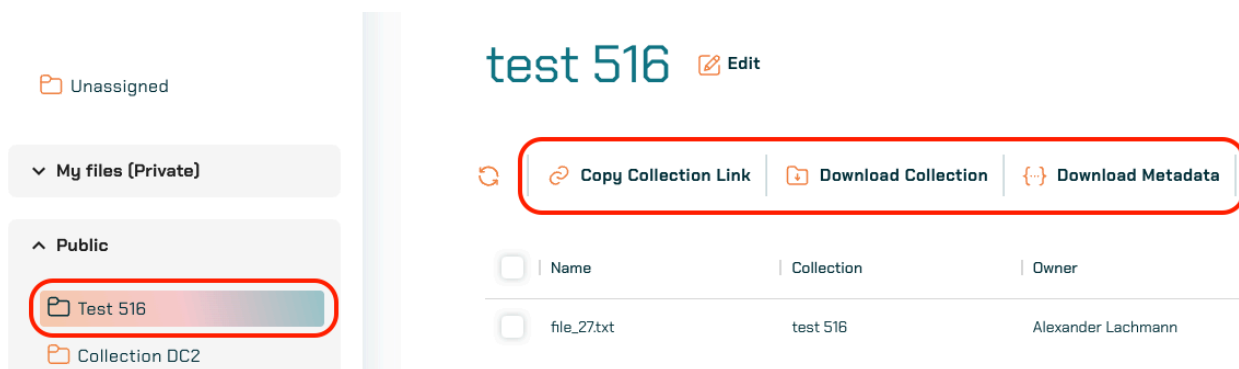 Unassigned
My files (Private)
Public
Test 516
Collection DC2
test 516 Edit
Copy Collection Link Download Collection Download Metadata
Name Collection Owner
file_27.txt test 516 Alexander Lachmann